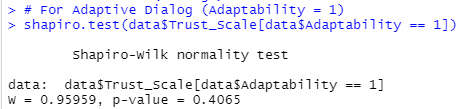 > # For Adaptive Dialog (Adaptability = 1)
> shapiro.test(data$Trust_Scale[data$Adaptability == 1])
Shapiro-Wilk normality test
data:  data$Trust_Scale[data$Adaptability == 1]
W = 0.95959, p-value = 0.4065